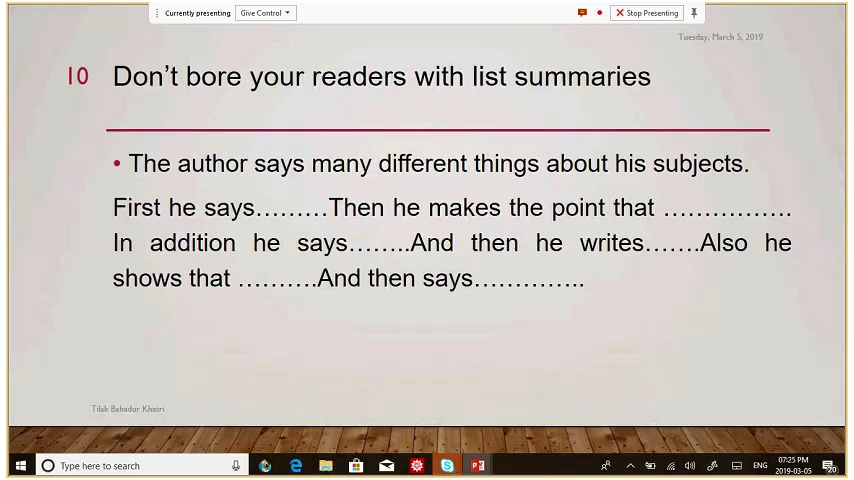 Currently presenting
Give Control
Stop Presenting
Tuesday, March 5, 2019
10 Don't bore your readers with list summaries
• The author says many different things about his subjects.
First he says………Then he makes the point that …………….
In addition he says……..And then he writes…….Also he
shows that ……….And then says…………..
Tilak Bahadur Khatri
Type here to search
ENG
07:25 PM
2019-03-05
20